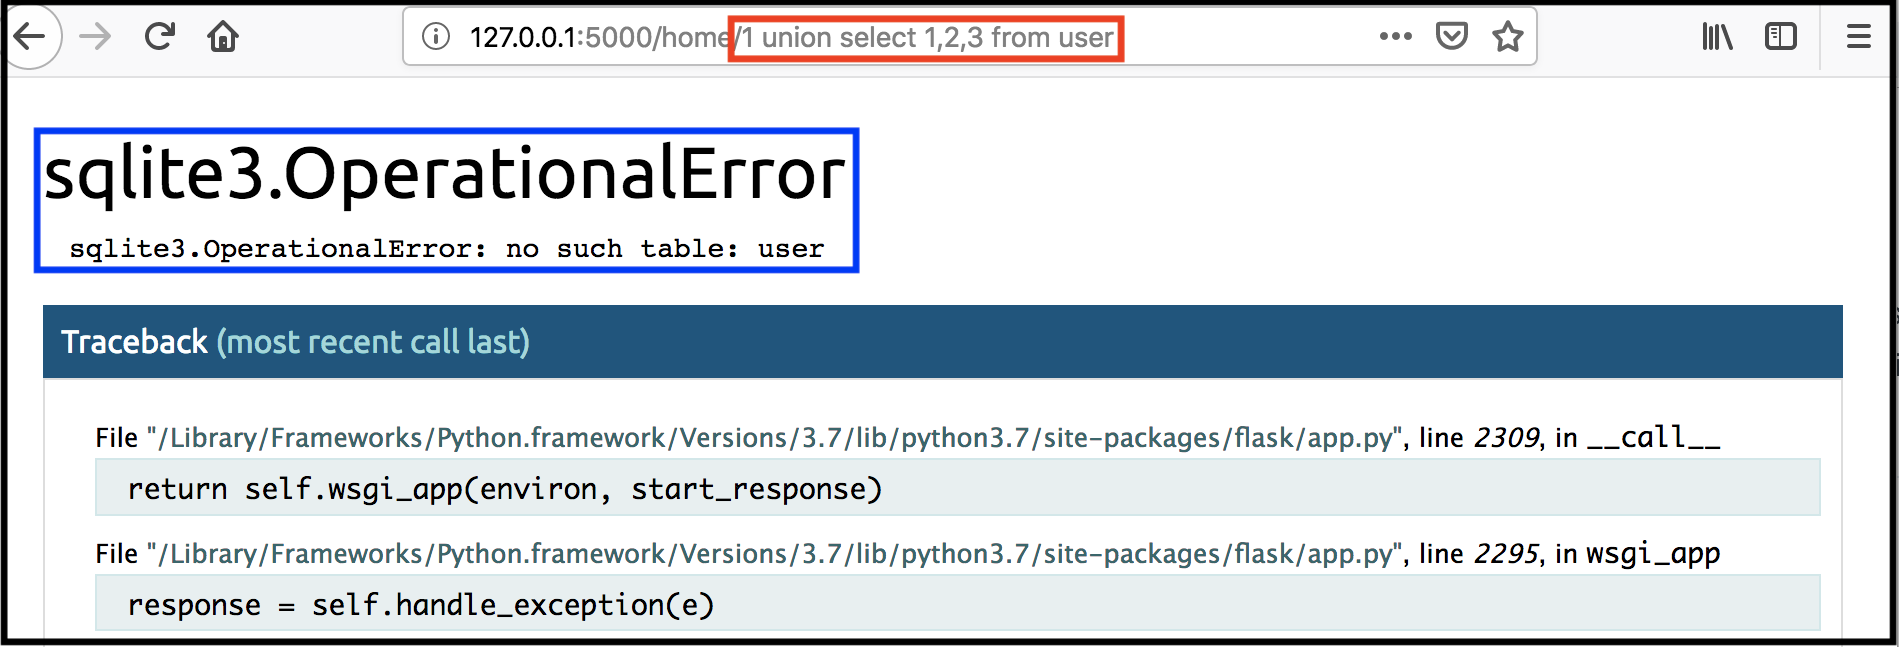 127.0.0.1:5000/home/1 union select 1,2,3 from user
sqlite3.OperationalError
sqlite3.OperationalError: no such table: user
Traceback (most recent call last)
File "/Library/Frameworks/Python.framework/Versions/3.7/lib/python3.7/site-packages/flask/app.py", line 2309, in __call__
return self.wsgi_app(environ, start_response)
File "/Library/Frameworks/Python.framework/Versions/3.7/lib/python3.7/site-packages/flask/app.py", line 2295, in wsgi_app
response = self.handle_exception(e)